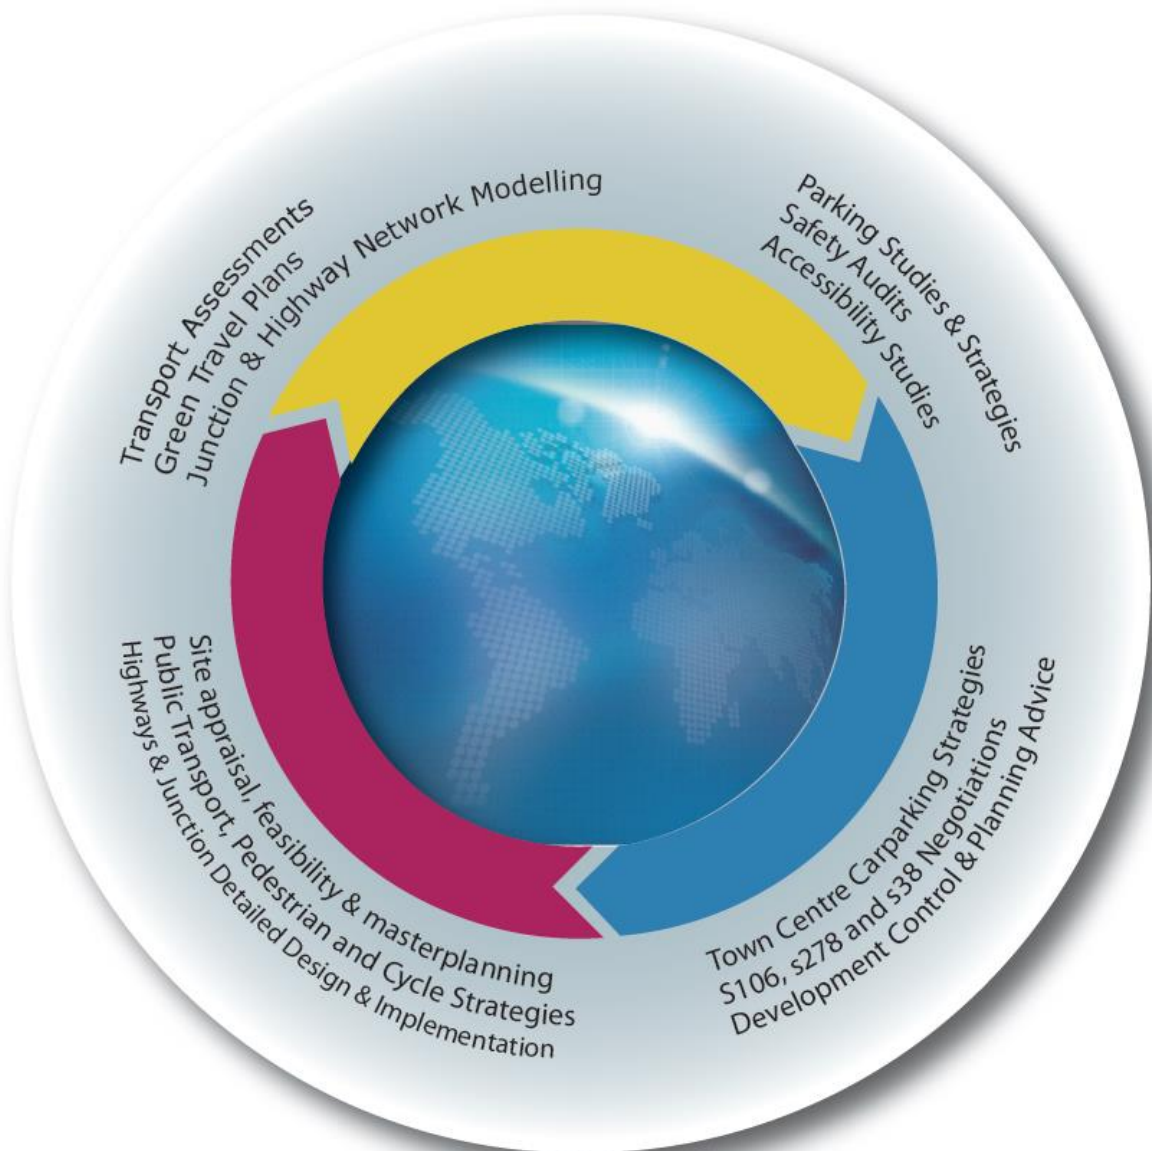 Transport Assessments
Green Travel Plans
Junction & Highway Network Modelling
Parking Studies & Strategies
Safety Audits
Accessibility Studies
Site appraisal, feasibility & masterplanning
Public Transport, Pedestrian and Cycle Strategies
Highways & Junction Detailed Design & Implementation
Town Centre Carparking Strategies
S106, s278 and s38 Negotiations
Development Control & Planning Advice